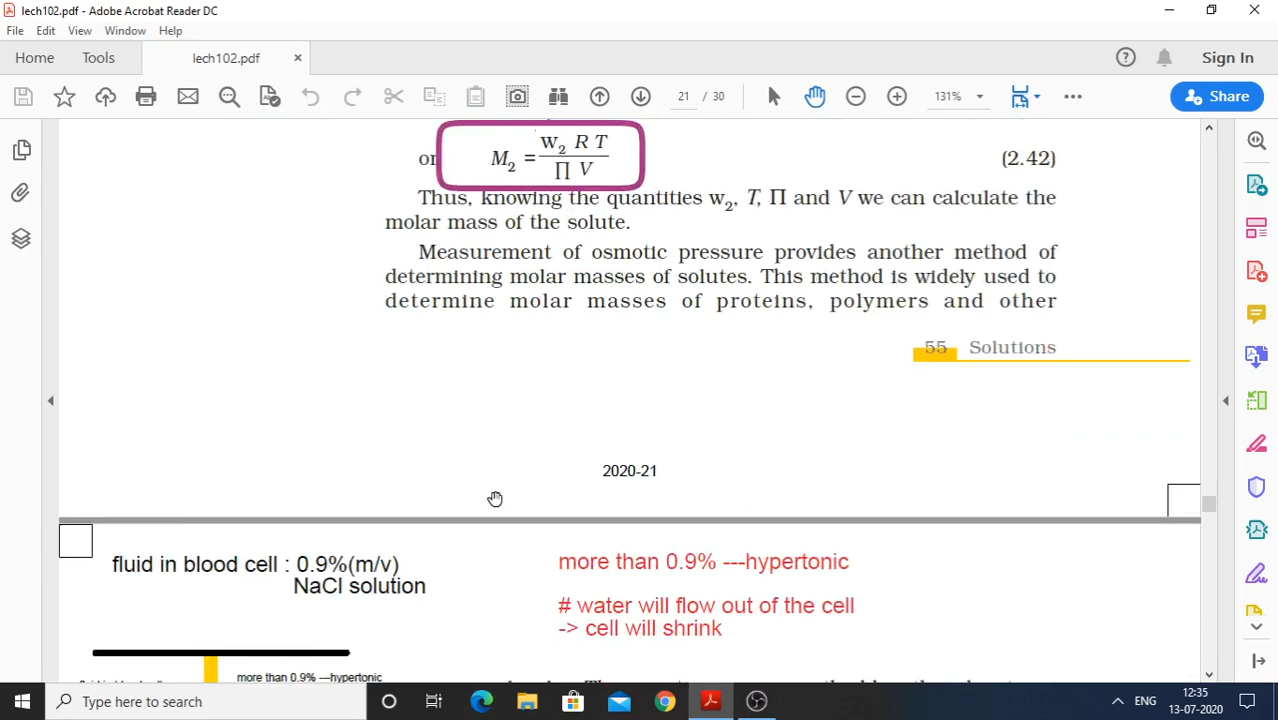 lech102.pdf - Adobe Acrobat Reader DC
File Edit View Window Help
Home Tools lech102.pdf × Sign In
21 / 30 131% Share
or M2 = w2 R T / Π V (2.42)
Thus, knowing the quantities w2, T, Π and V we can calculate the
molar mass of the solute.
Measurement of osmotic pressure provides another method of
determining molar masses of solutes. This method is widely used to
determine molar masses of proteins, polymers and other
55 Solutions
2020-21
fluid in blood cell : 0.9%(m/v)
NaCl solution
more than 0.9% ---hypertonic
# water will flow out of the cell
-> cell will shrink
more than 0.9% ---hypertonic
Type here to search
ENG
12:35
13-07-2020